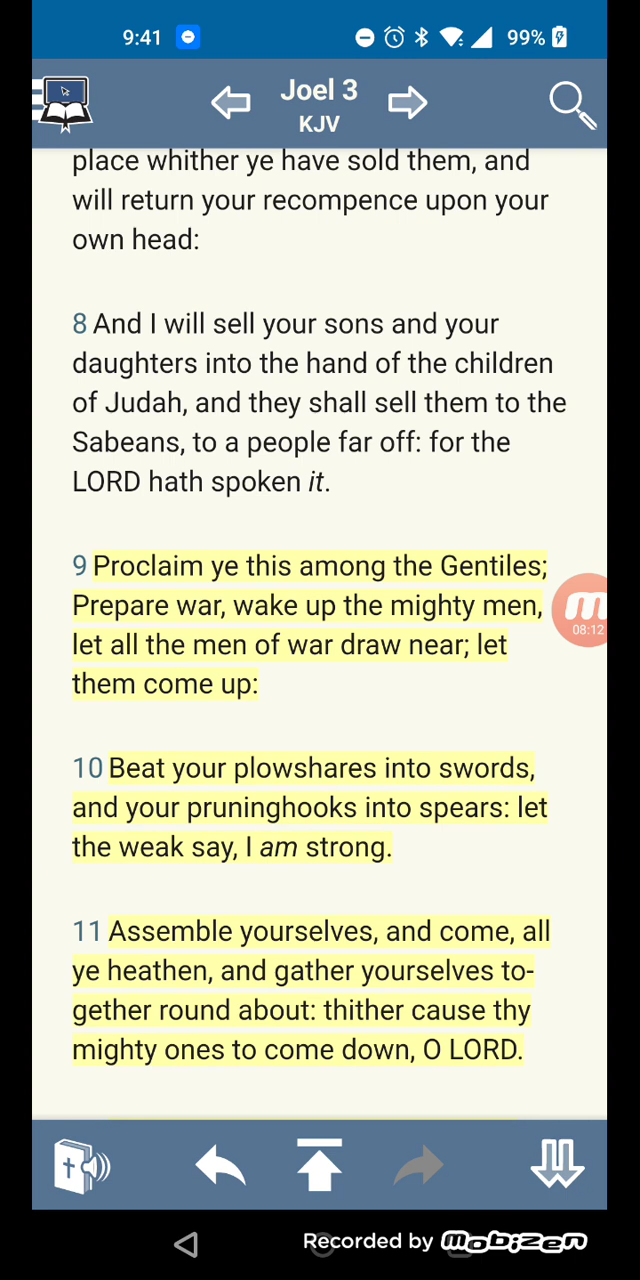 9:41
99%
Joel 3
KJV
place whither ye have sold them, and
will return your recompence upon your
own head:
8 And I will sell your sons and your
daughters into the hand of the children
of Judah, and they shall sell them to the
Sabeans, to a people far off: for the
LORD hath spoken it.
9 Proclaim ye this among the Gentiles;
Prepare war, wake up the mighty men,
let all the men of war draw near; let
them come up:
10 Beat your plowshares into swords,
and your pruninghooks into spears: let
the weak say, I am strong.
11 Assemble yourselves, and come, all
ye heathen, and gather yourselves to-
gether round about: thither cause thy
mighty ones to come down, O LORD.
m
08:12
Recorded by mobizen